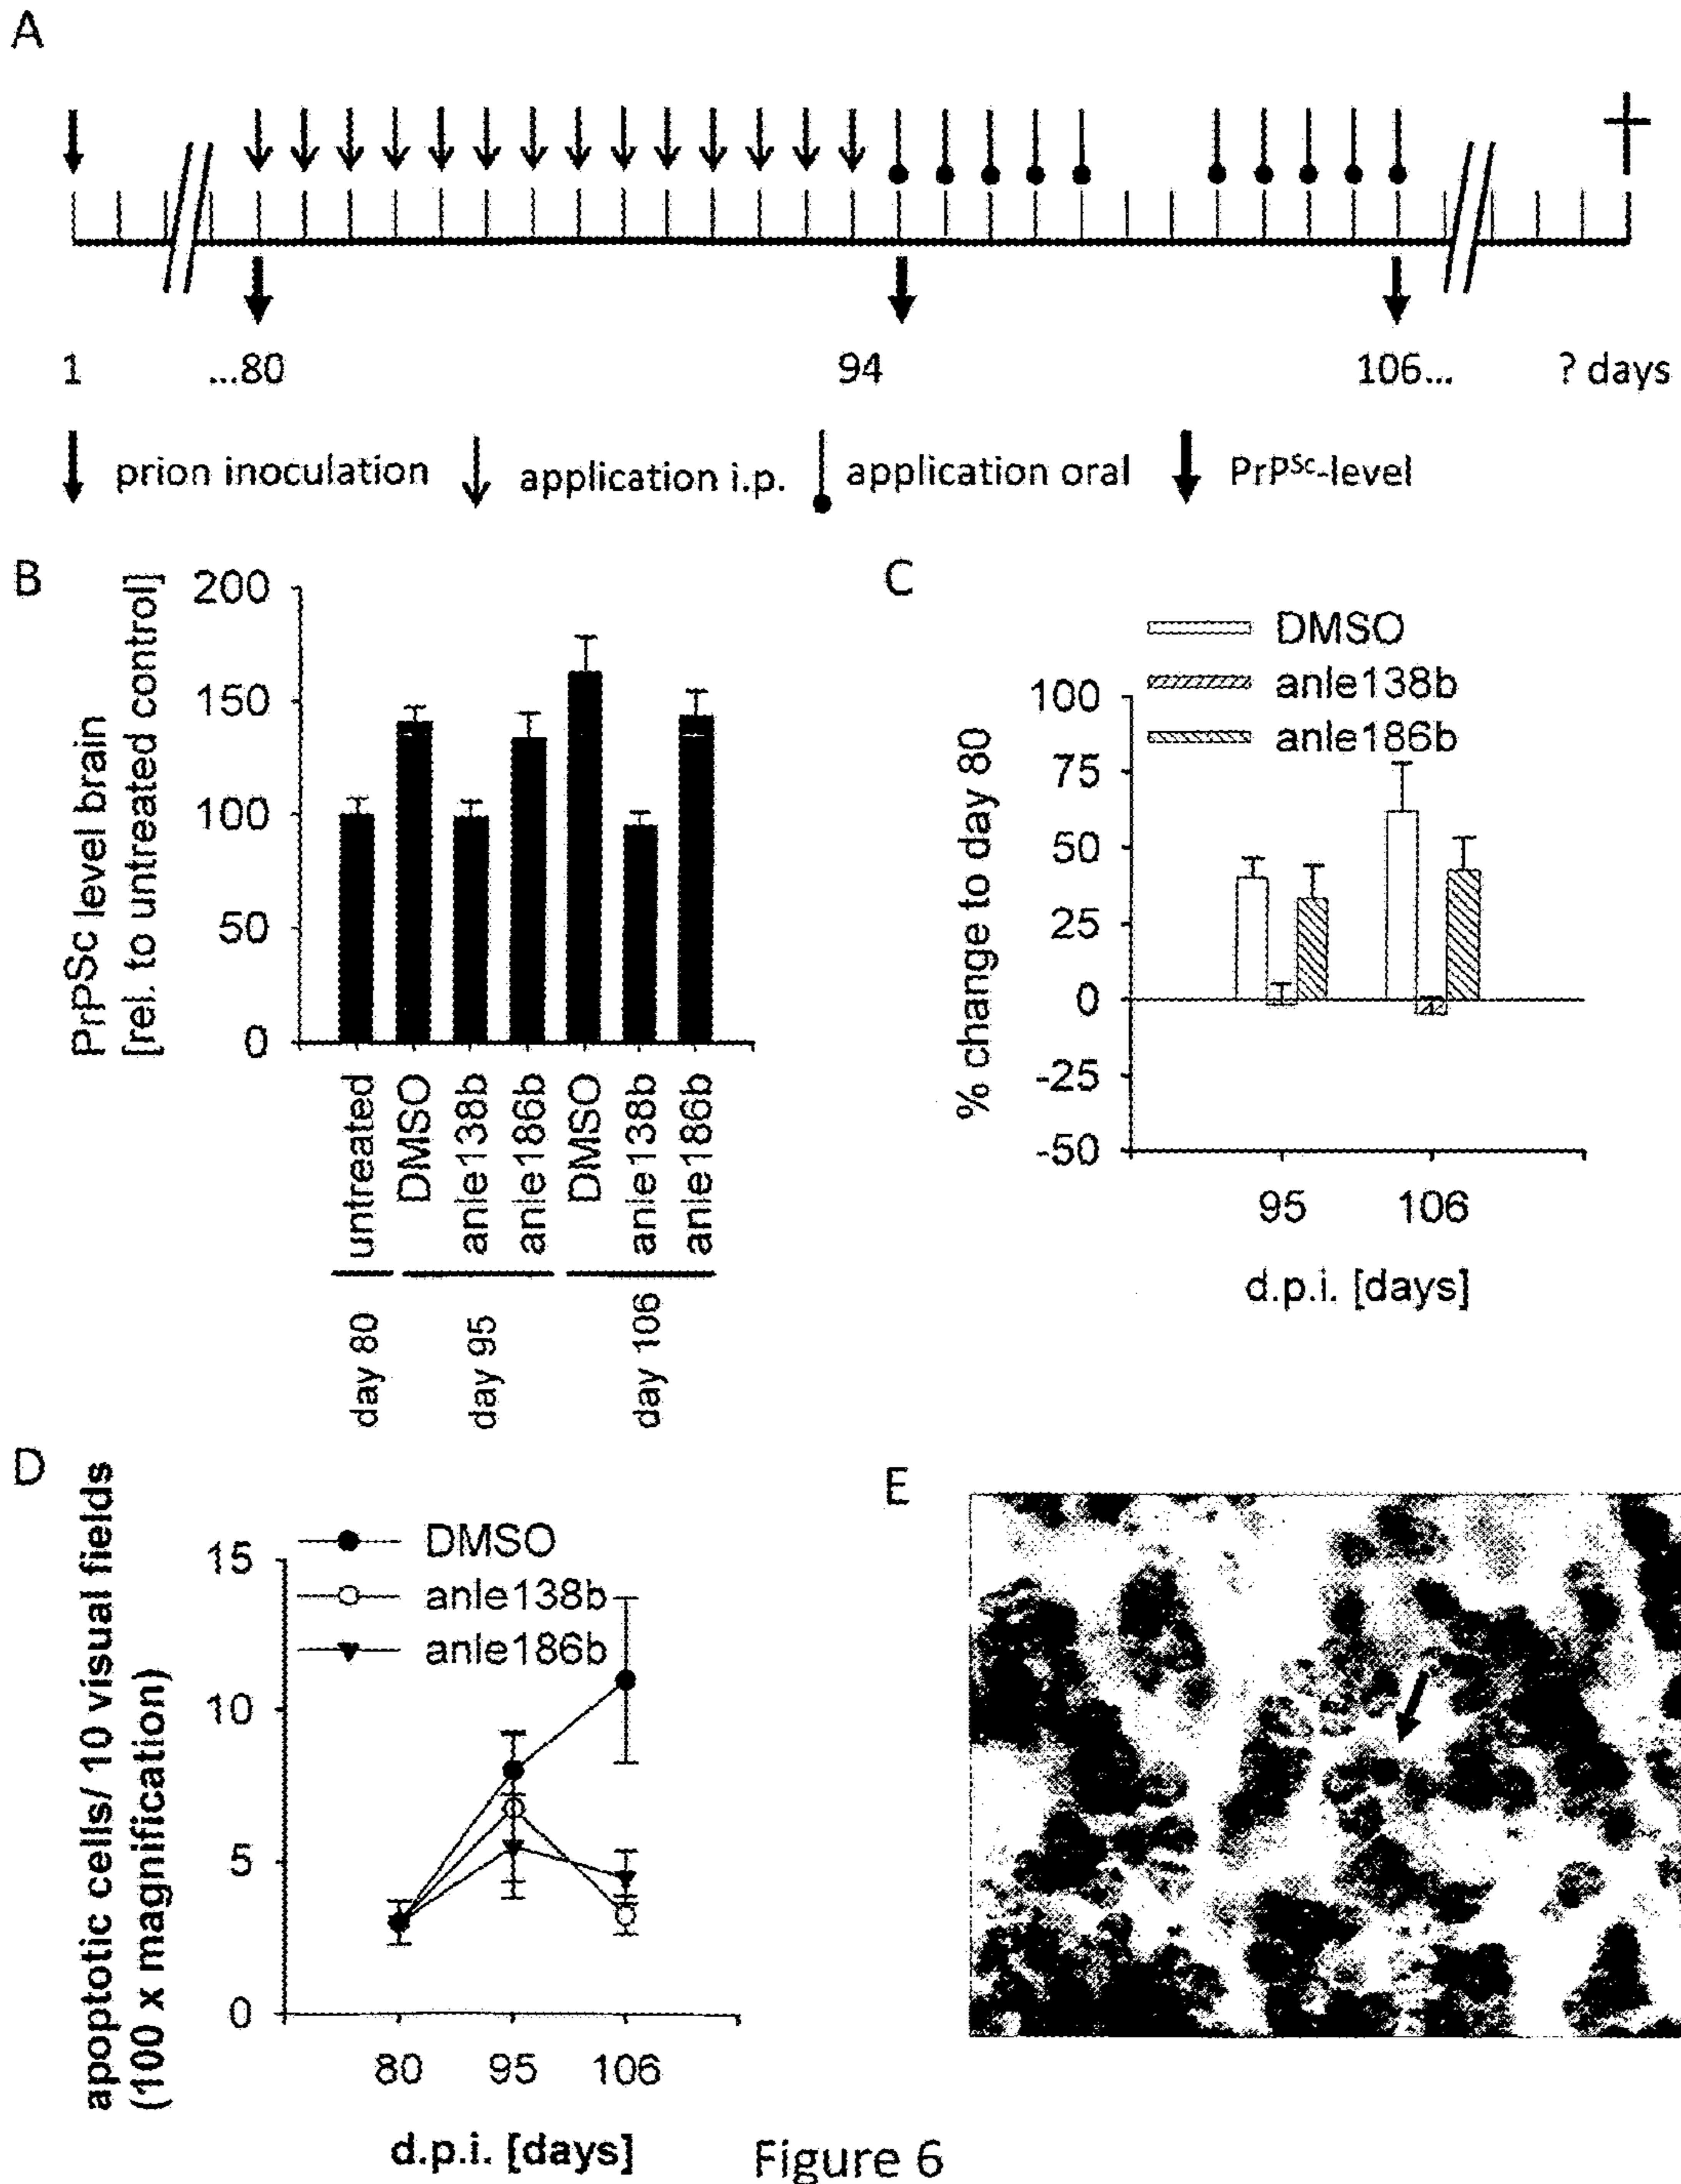 A
1 ...80 94 106... ? days
prion inoculation application i.p. application oral PrPSc-level
B
PrPSc level brain
[rel. to untreated control]
200
150
100
50
0
untreated
DMSO
anle138b
anle186b
DMSO
anle138b
anle186b
day 80
day 95
day 106
C
DMSO
anle138b
anle186b
% change to day 80
100
75
50
25
0
-25
-50
95 106
d.p.i. [days]
D
apoptotic cells/ 10 visual fields
(100 x magnification)
DMSO
anle138b
anle186b
15
10
5
0
80 95 106
d.p.i. [days]
E
Figure 6